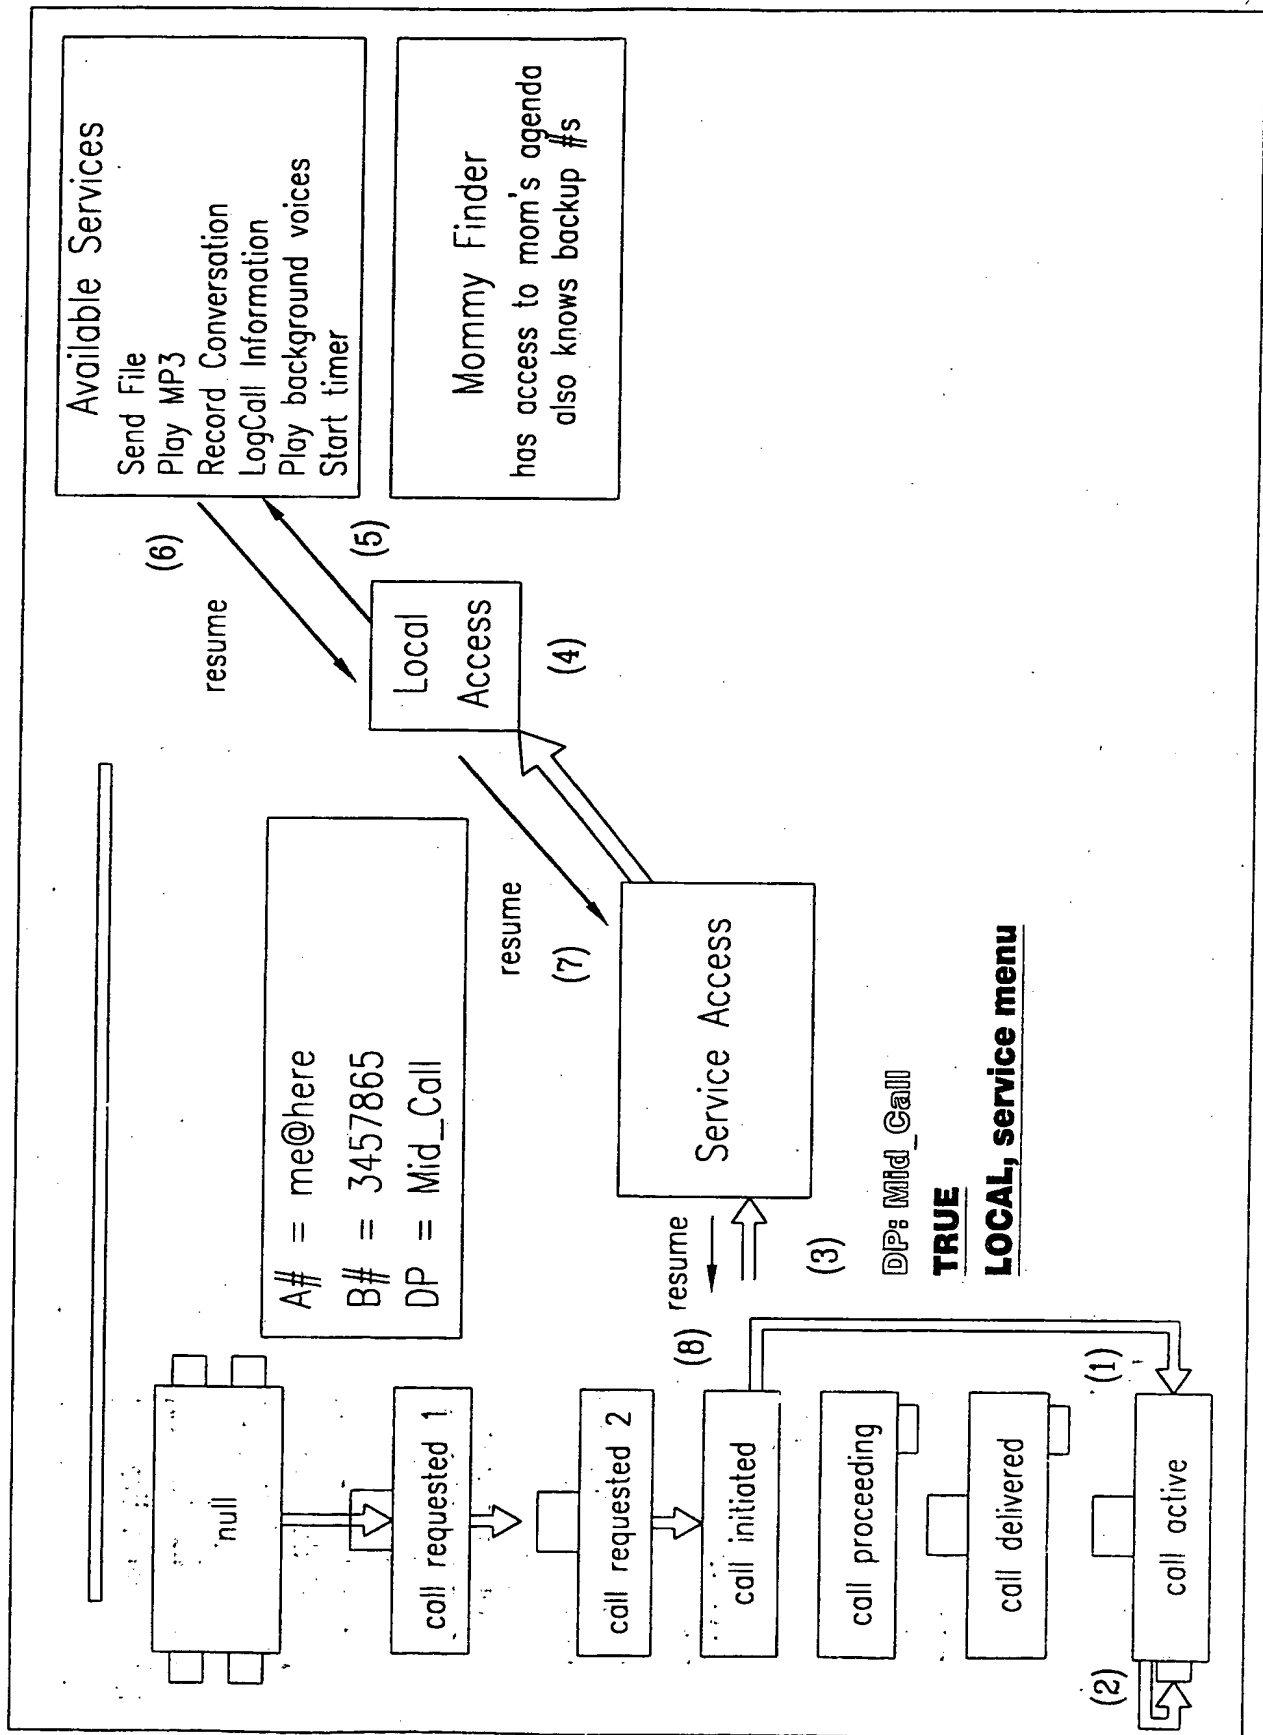 Available Services
Send File
Play MP3
Record Conversation
LogCall Information
Play background voices
Start timer
Mommy Finder
has access to mom's agenda
also knows backup #s
(6)
resume
(5)
Local
Access
(4)
A# = me@here
B# = 3457865
DP = Mid_Call
resume
(7)
Service Access
resume
(8)
(3)
DP: Mid_Call
TRUE
LOCAL, service menu
null
call requested 1
call requested 2
call initiated
call proceeding
call delivered
call active
(1)
(2)